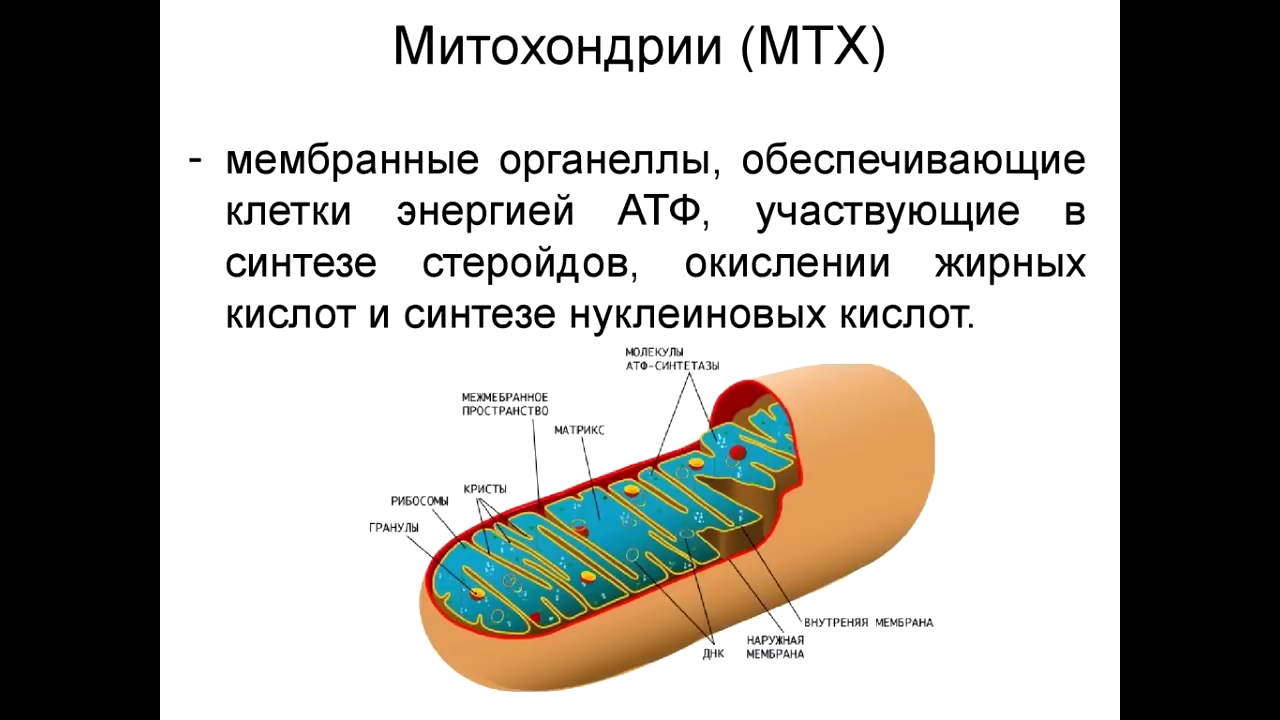 Митохондрии (МТХ)
- мембранные органеллы, обеспечивающие
клетки энергией АТФ, участвующие в
синтезе стеройдов, окислении жирных
кислот и синтезе нуклеиновых кислот.
МОЛЕКУЛЫ
АТФ-СИНТЕТАЗЫ
МЕЖМЕБРАННОЕ
ПРОСТРАНСТВО
МАТРИКС
КРИСТЫ
РИБОСОМЫ
ГРАНУЛЫ
ВНУТРЕНЯЯ МЕМБРАНА
НАРУЖНАЯ
МЕМБРАНА
ДНК